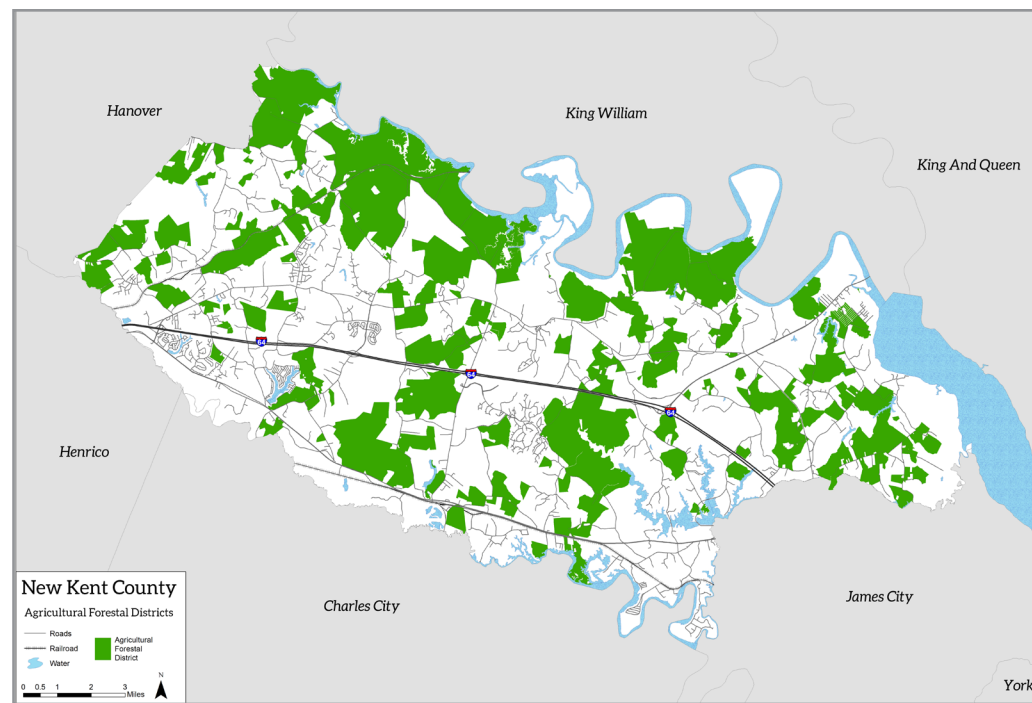 Hanover
King William
King And Queen
64
64
64
Henrico
Charles City
James City
York
New Kent County
Agricultural Forestal Districts
Roads
Railroad
Water
Agricultural
Forestal
District
0 0.5 1 2 3
Miles
N